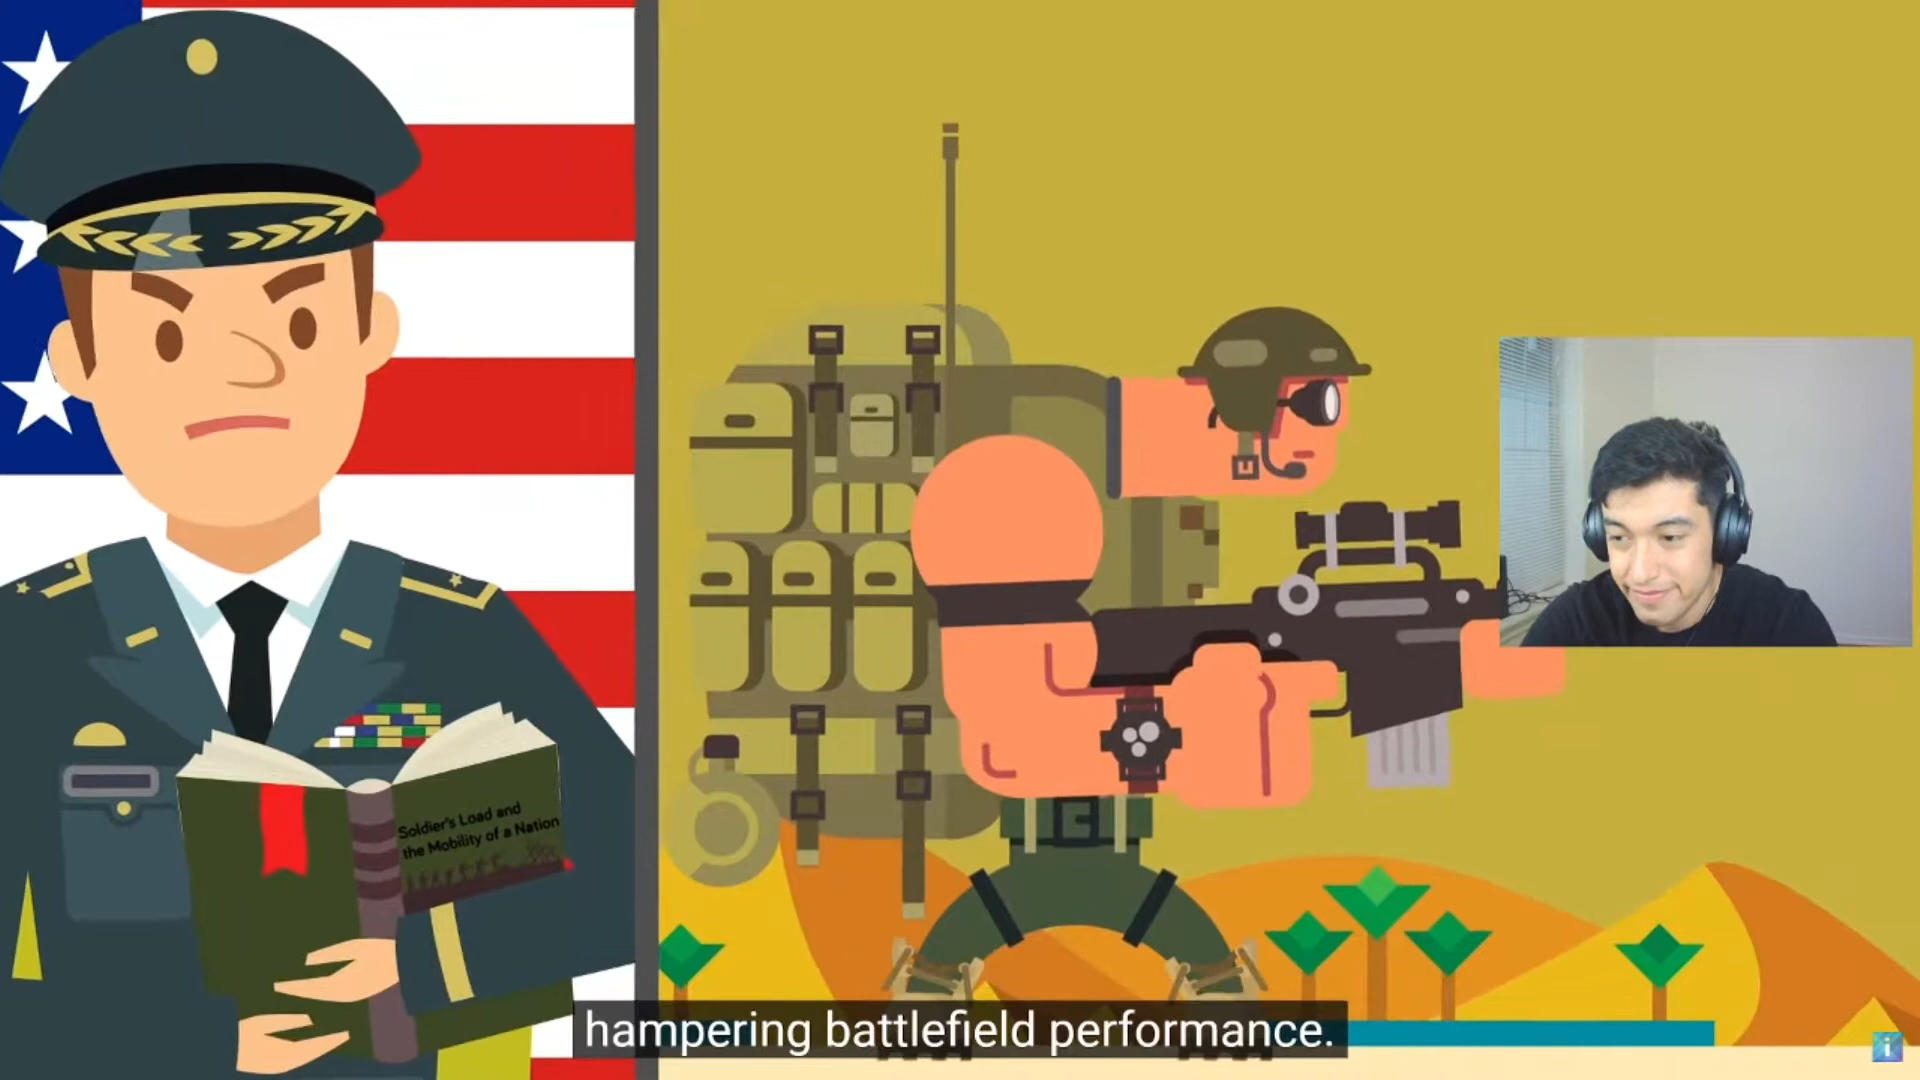 Soldier's Load and
the Mobility of a Nation
hampering battlefield performance.
i